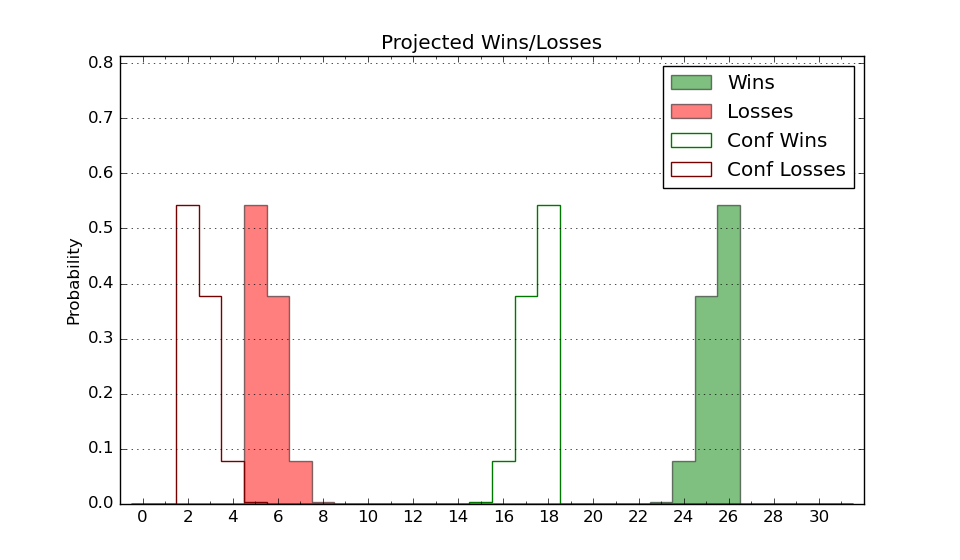 Projected Wins/Losses
Probability
0.8
0.7
0.6
0.5
0.4
0.3
0.2
0.1
0.0
Wins
Losses
Conf Wins
Conf Losses
0 2 4 6 8 10 12 14 16 18 20 22 24 26 28 30